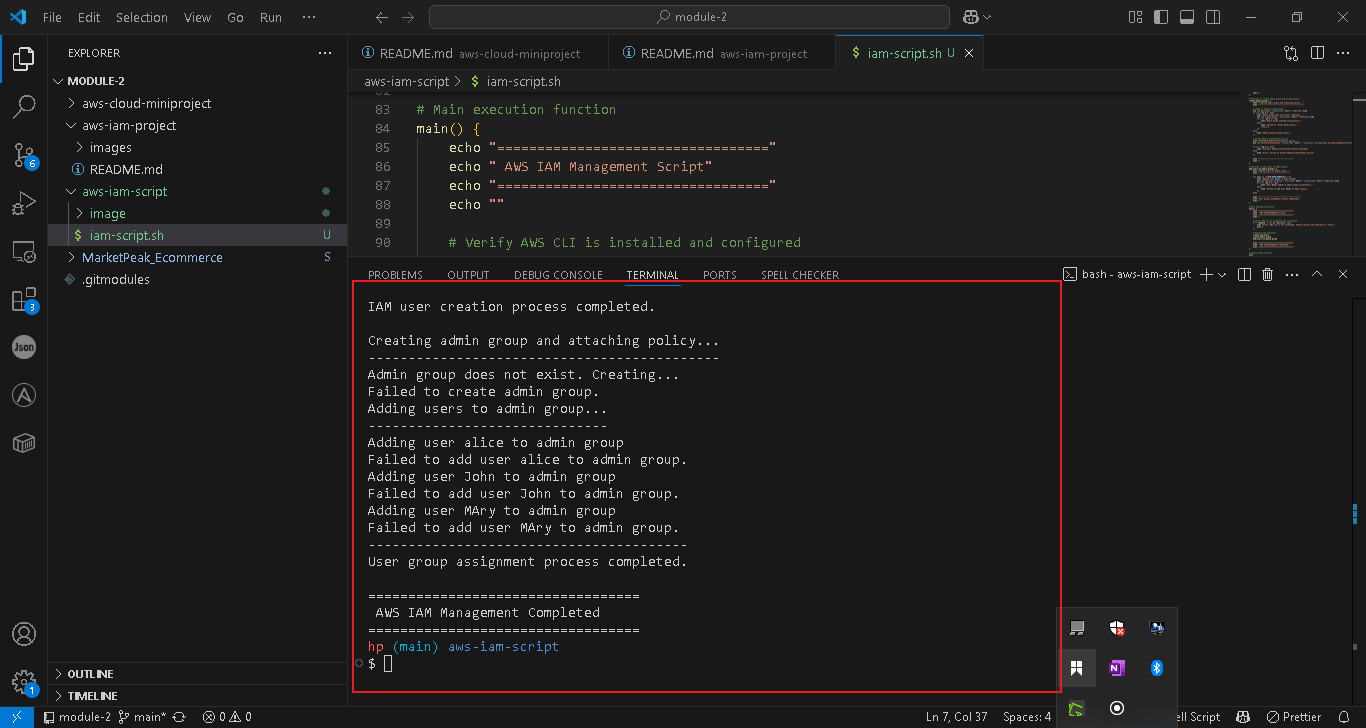 File Edit Selection View Go Run ···
module-2
EXPLORER
MODULE-2
aws-cloud-miniproject
aws-iam-project
images
README.md
aws-iam-script
image
$ iam-script.sh U
MarketPeak_Ecommerce S
.gitmodules
OUTLINE
TIMELINE
6
3
Json
1
README.md aws-cloud-miniproject
README.md aws-iam-project
$ iam-script.sh U
aws-iam-script > $ iam-script.sh
83 # Main execution function
84 main() {
85 echo "=================================="
86 echo " AWS IAM Management Script"
87 echo "=================================="
88 echo ""
89
90 # Verify AWS CLI is installed and configured
PROBLEMS OUTPUT DEBUG CONSOLE TERMINAL PORTS SPELL CHECKER
bash - aws-iam-script
IAM user creation process completed.
Creating admin group and attaching policy...
--------------------------------------------
Admin group does not exist. Creating...
Failed to create admin group.
Adding users to admin group...
------------------------------
Adding user alice to admin group
Failed to add user alice to admin group.
Adding user John to admin group
Failed to add user John to admin group.
Adding user MAry to admin group
Failed to add user MAry to admin group.
----------------------------------------
User group assignment process completed.
==================================
AWS IAM Management Completed
==================================
hp (main) aws-iam-script
$
module-2 main* 0 0
Ln 7, Col 37 Spaces: 4
ell Script Prettier